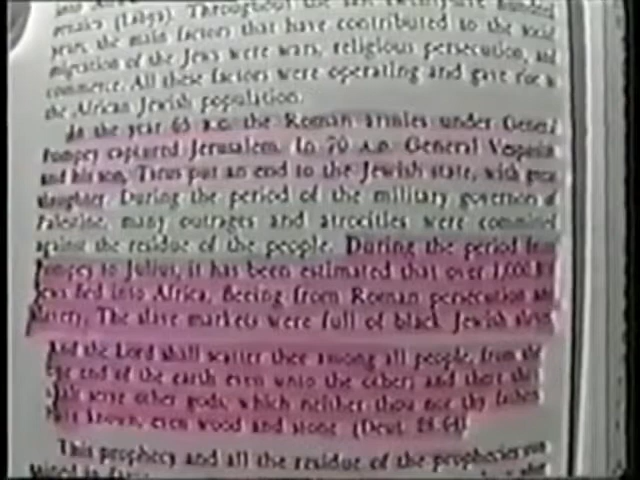 (Libya). Throughout the last twenty-five hundred
years, the main factors that have contributed to the social
migration of the Jews were wars, religious persecution, and
commerce. All these factors were operating and gave rise to
the African Jewish population.
In the year 65 B.C. the Roman armies under General
Pompey captured Jerusalem. In 70 A.D. General Vespasian
and his son, Titus put an end to the Jewish state, with great
slaughter. During the period of the military governors of
Palestine, many outrages and atrocities were committed
against the residue of the people. During the period from
Pompey to Julius, it has been estimated that over 1,000,000
Jews fled into Africa, fleeing from Roman persecution and
slavery. The slave markets were full of black Jewish slaves
And the Lord shall scatter thee among all people, from the
one end of the earth even unto the other; and there thou
shalt serve other gods, which neither thou nor thy fathers
have known, even wood and stone. (Deut. 28:64)
This prophecy and all the residue of the prophecies